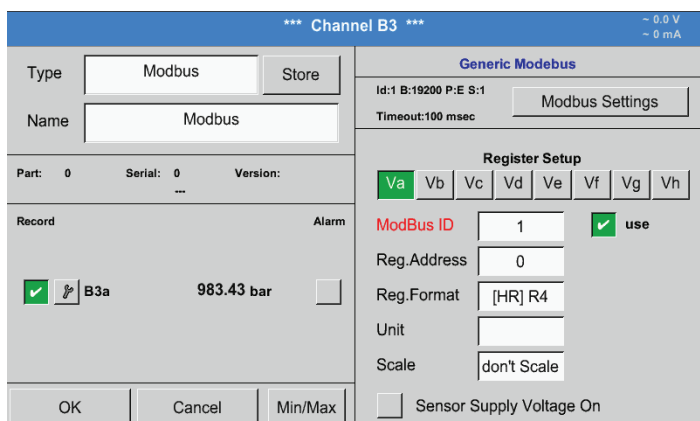 *** Channel B3 ***
~ 0.0 V
~ 0 mA
Type
Modbus
Store
Name
Modbus
Part: 0 Serial: 0 Version:
---
Record
Alarm
B3a 983.43 bar
OK
Cancel
Min/Max
Generic Modebus
Id:1 B:19200 P:E S:1
Timeout:100 msec
Modbus Settings
Register Setup
Va Vb Vc Vd Ve Vf Vg Vh
ModBus ID 1 use
Reg.Address 0
Reg.Format [HR] R4
Unit
Scale don't Scale
Sensor Supply Voltage On